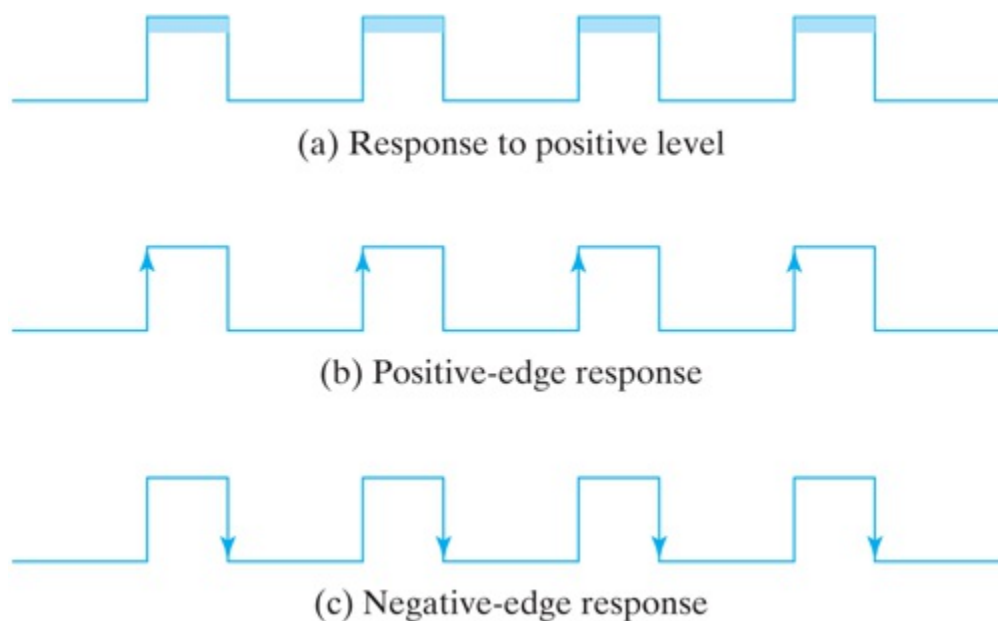 (a) Response to positive level
(b) Positive-edge response
(c) Negative-edge response